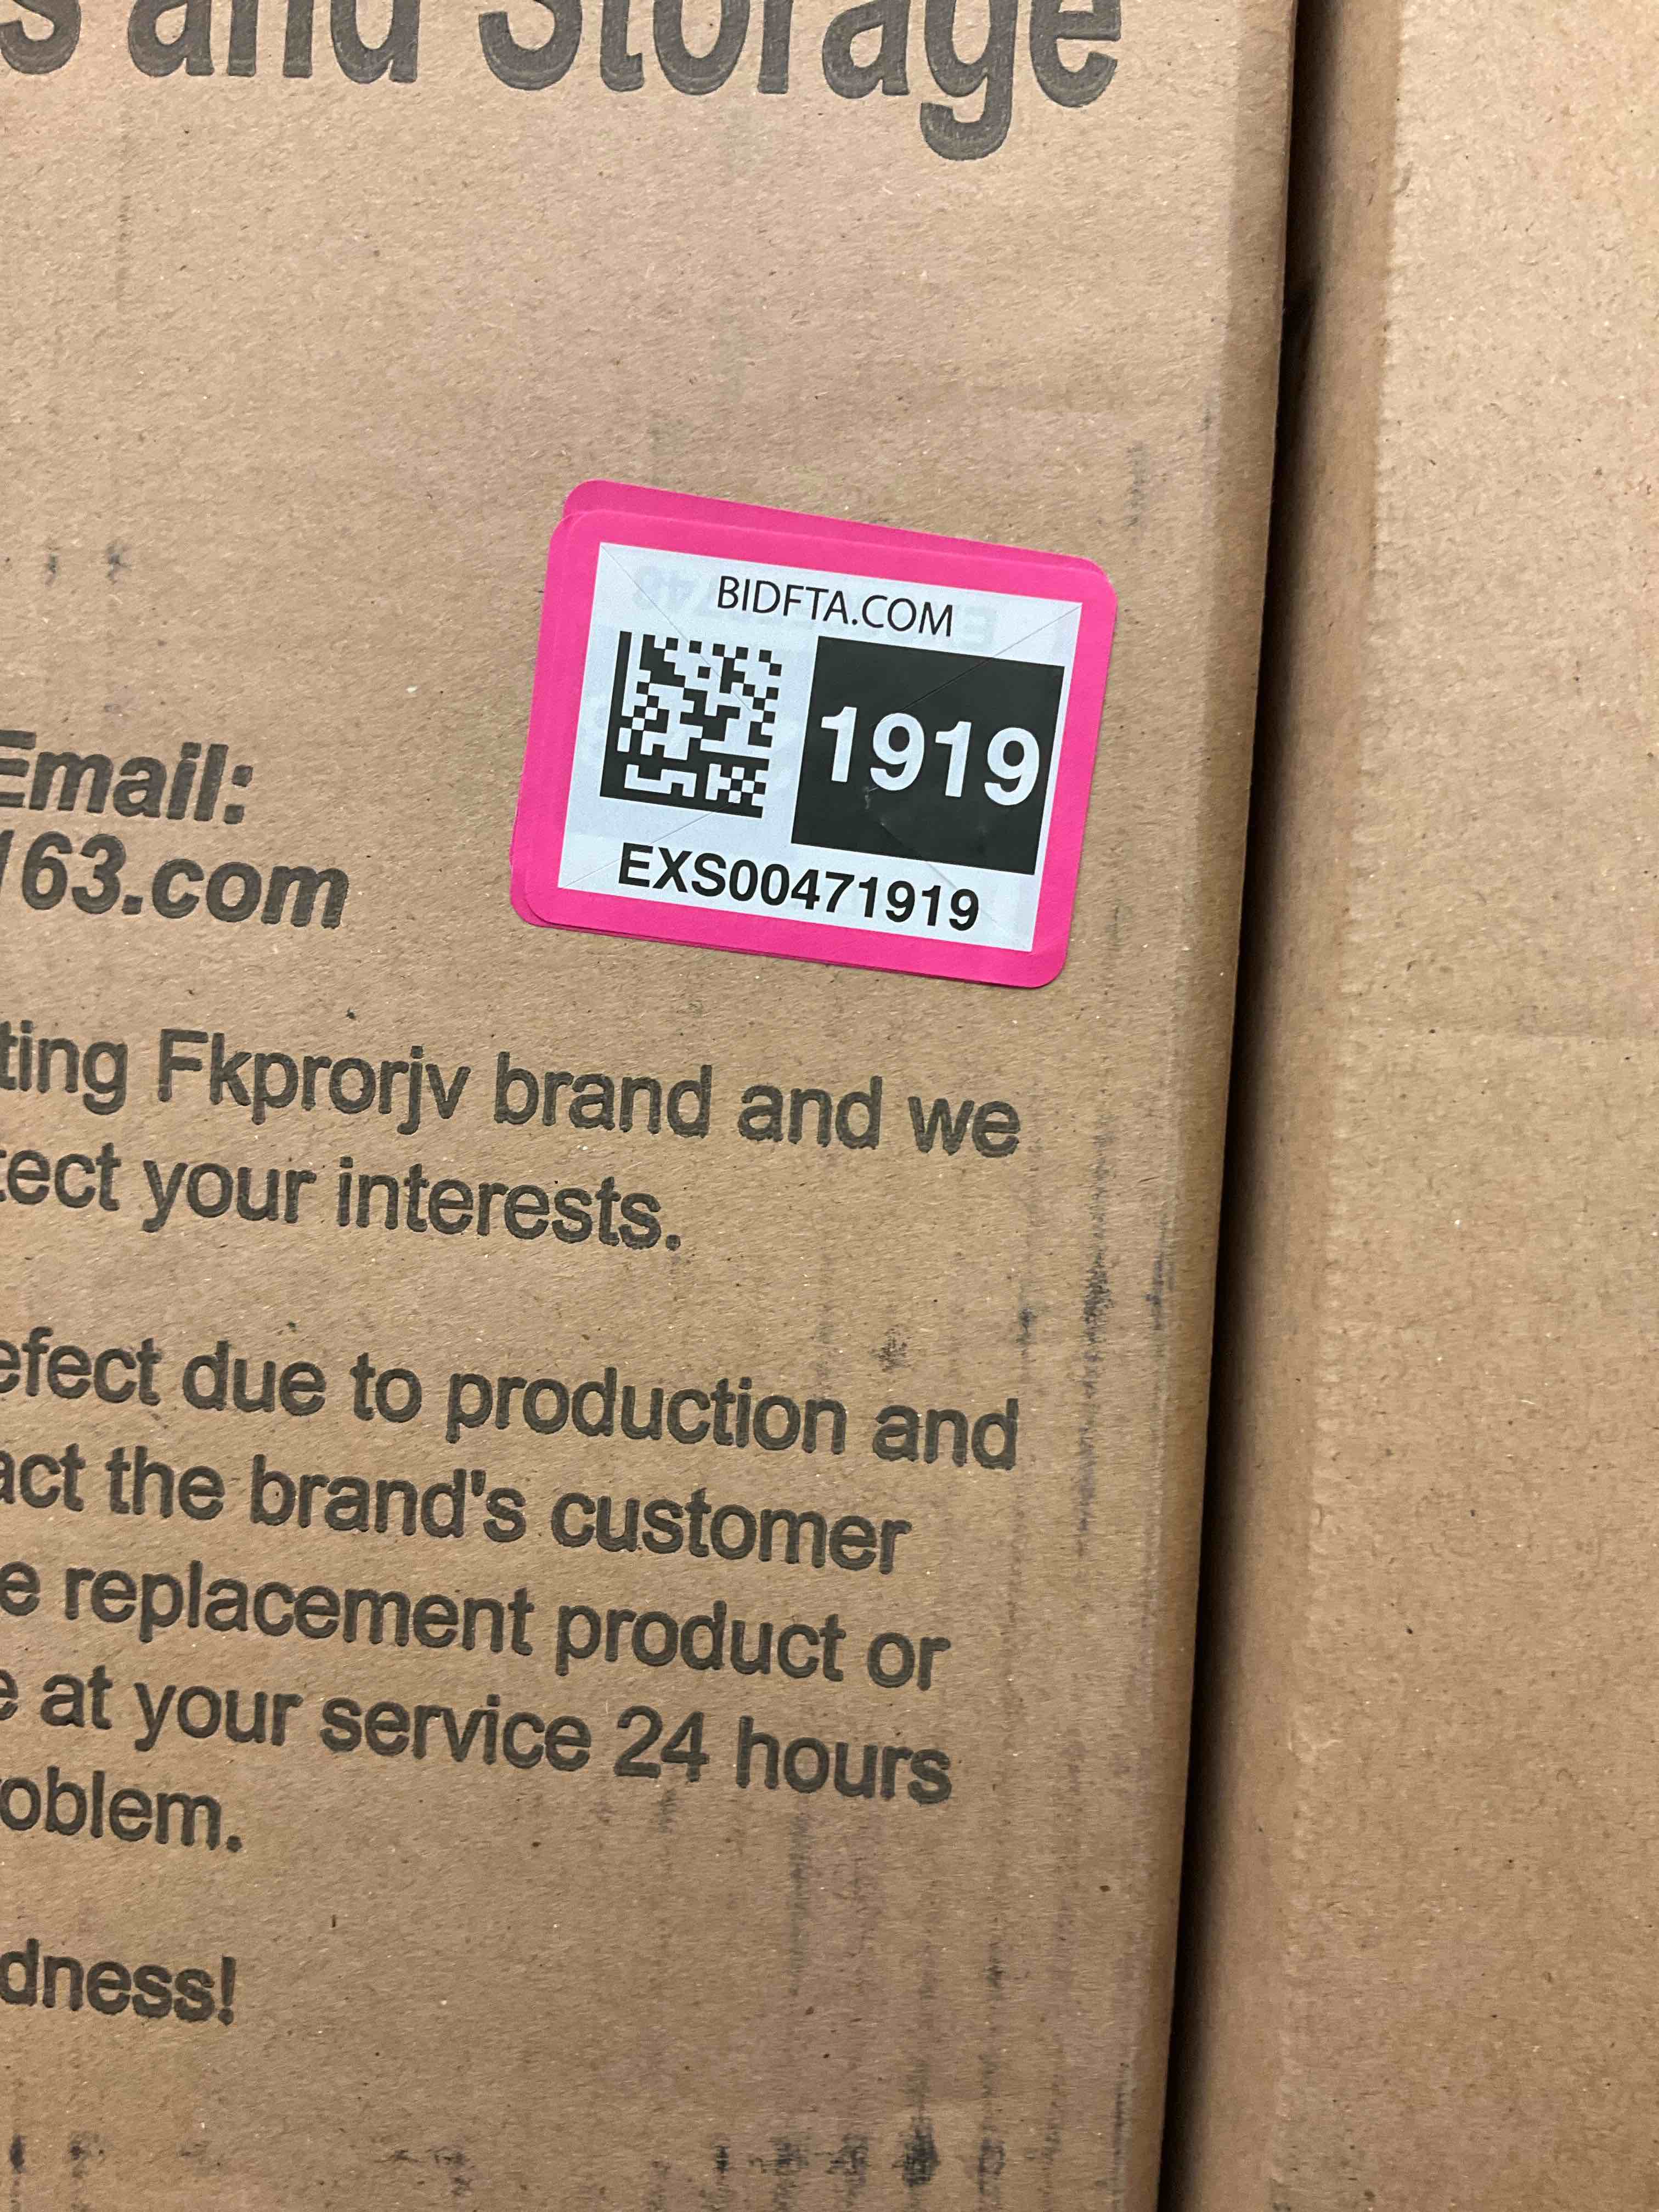 s and Storage
BIDFTA.COM
1919
EXS00471919
Email:
163.com
ting Fkprorjv brand and we
tect your interests.
efect due to production and
act the brand's customer
e replacement product or
e at your service 24 hours
oblem.
dness!